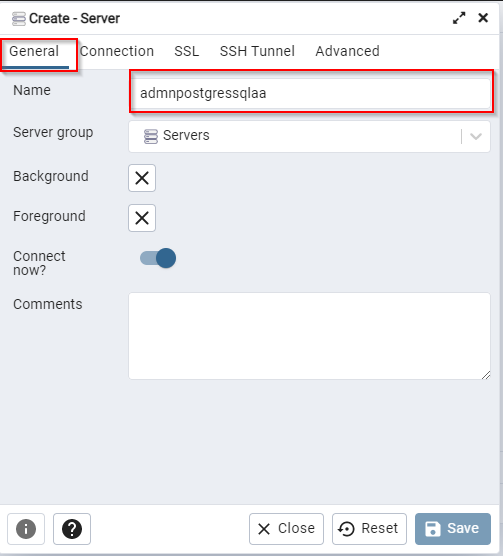 Create - Server
General Connection SSL SSH Tunnel Advanced
Name admnpostgressqlaa
Server group Servers
Background
Foreground
Connect
now?
Comments
Close Reset Save